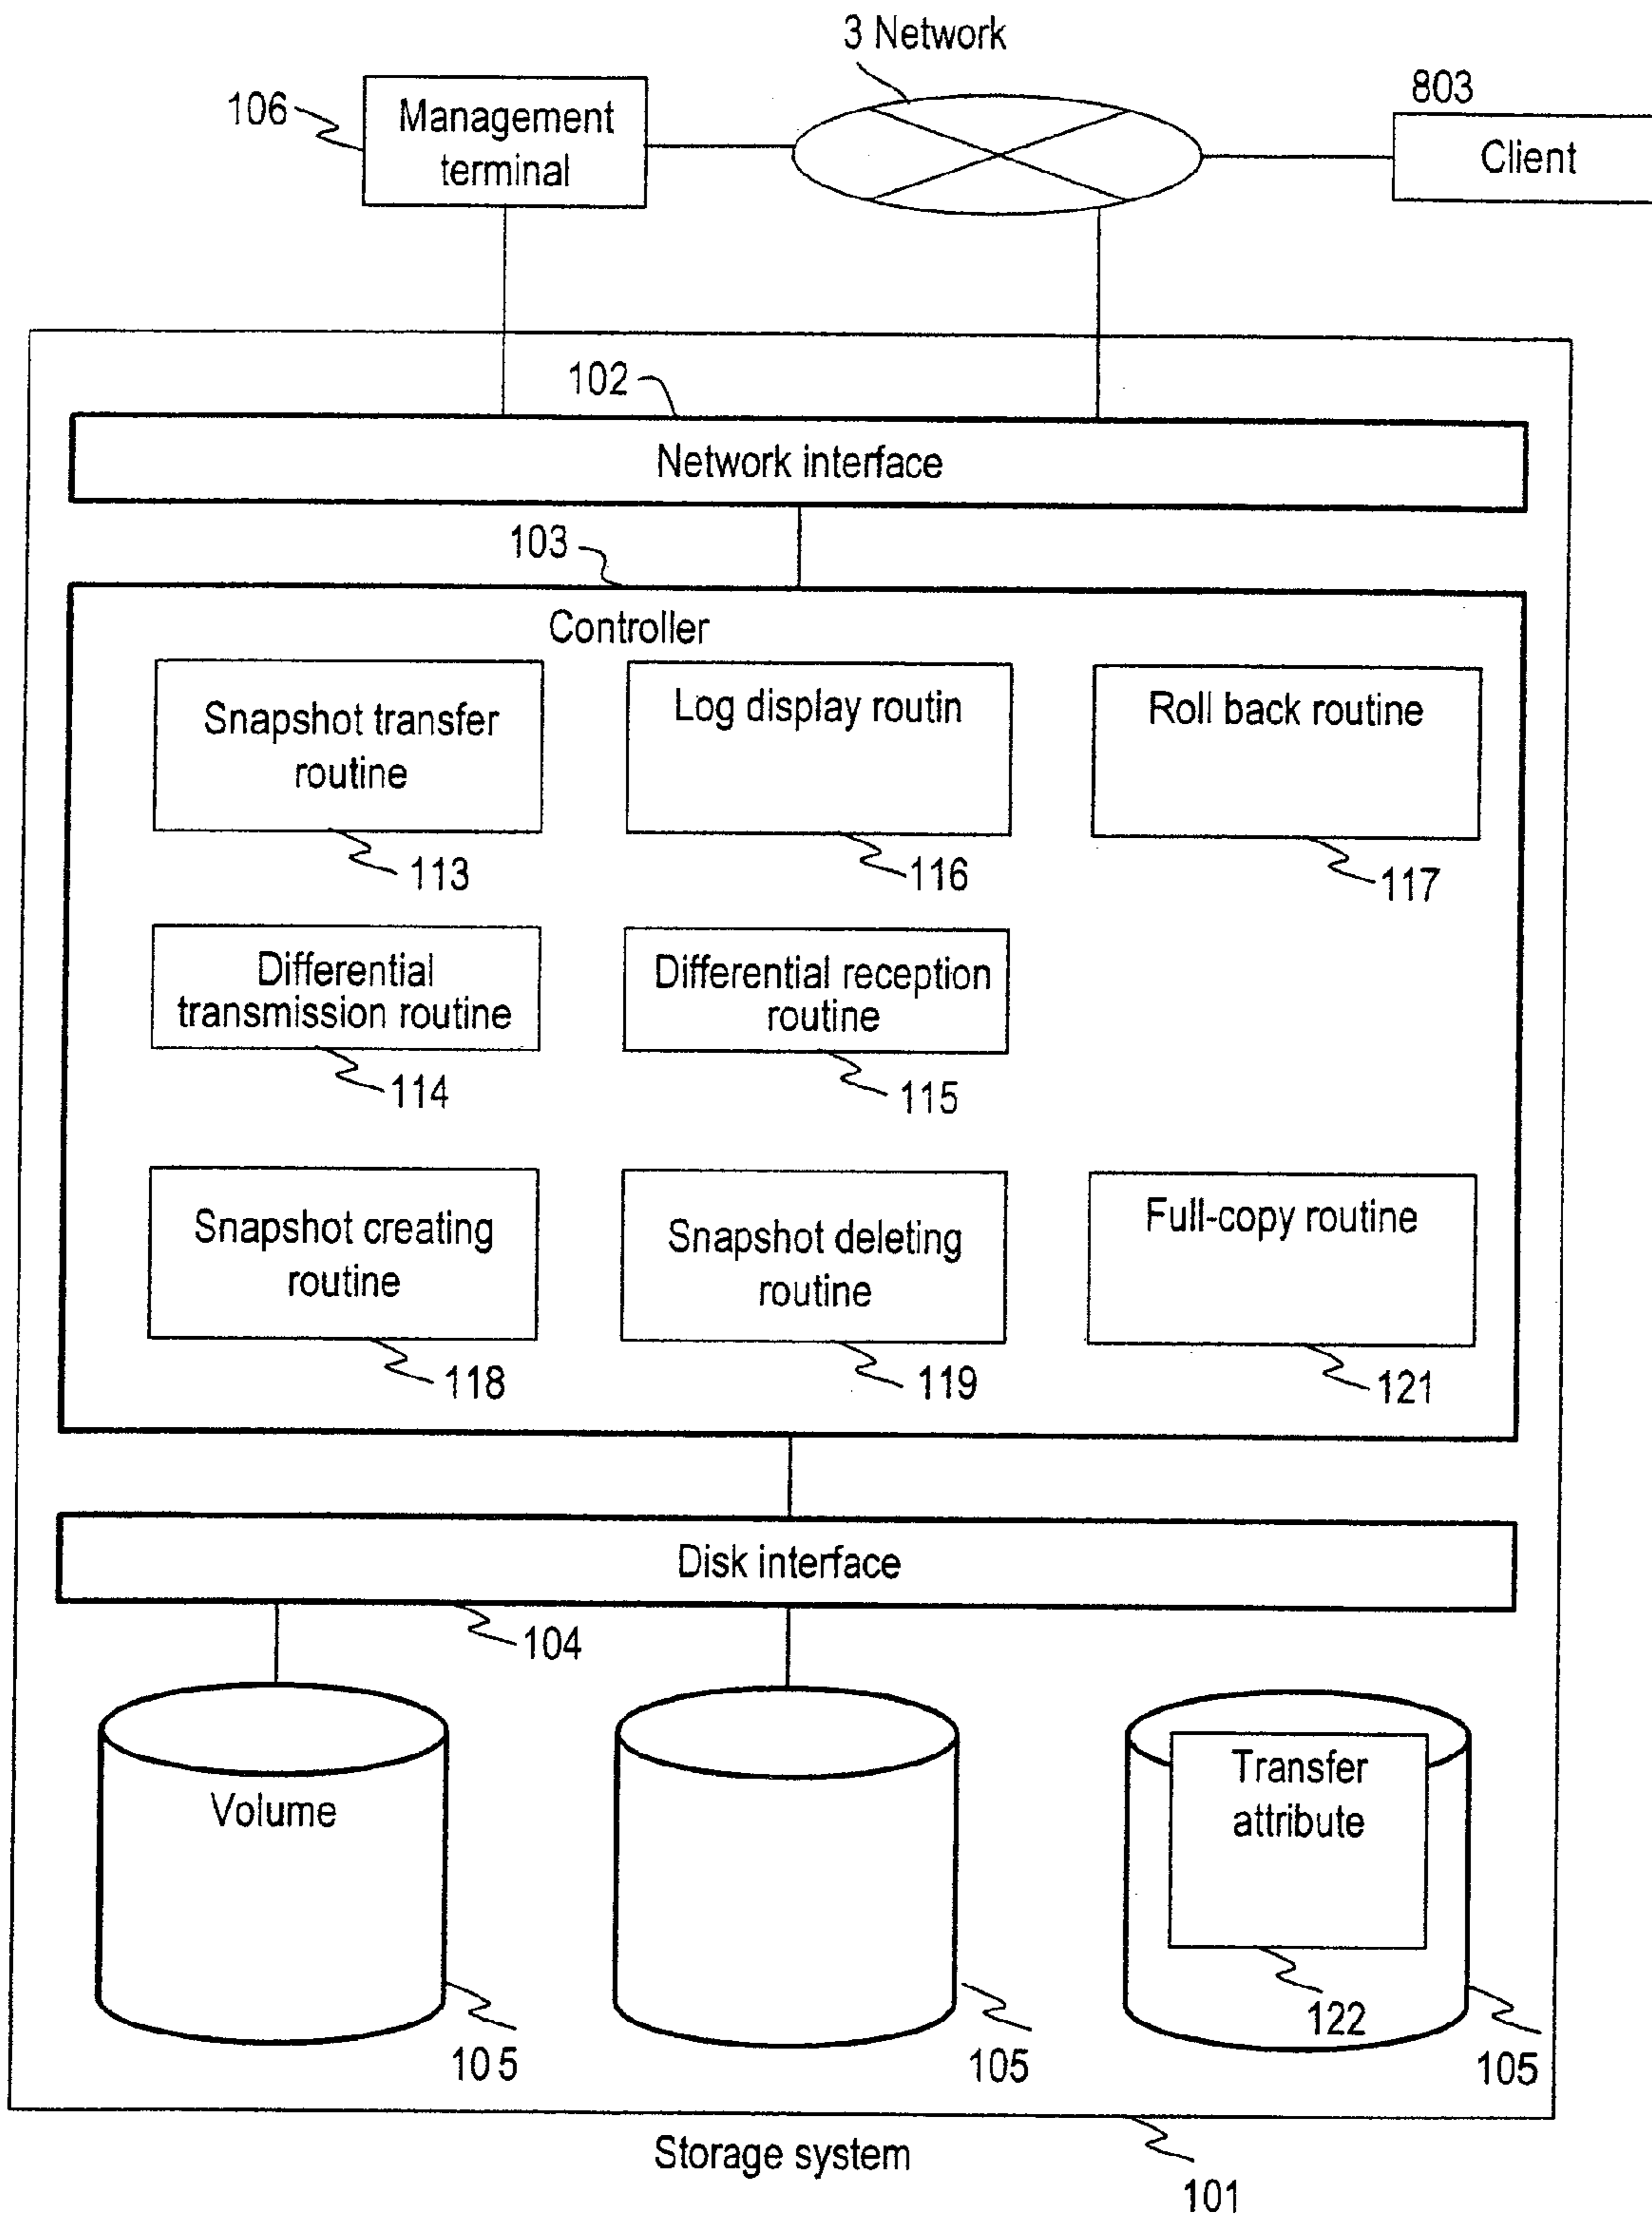 3 Network
803
106
Management
terminal
Client
102
Network interface
103
Controller
Snapshot transfer
routine
Log display routin
Roll back routine
113
116
117
Differential
transmission routine
Differential reception
routine
114
115
Snapshot creating
routine
Snapshot deleting
routine
Full-copy routine
118
119
121
Disk interface
104
Volume
Transfer
attribute
122
105
105
105
Storage system
101